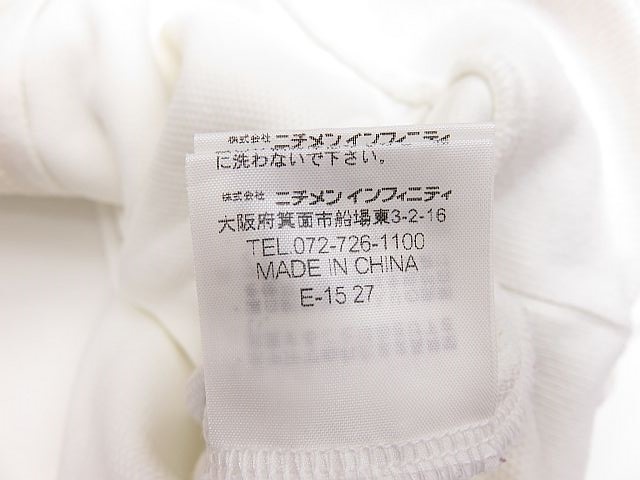 株式会社 ニチメン インフィニティ
に洗わないで下さい。
株式会社 ニチメン インフィニティ
大阪府箕面市船場東3-2-16
TEL.072-726-1100
MADE IN CHINA
E-15 27